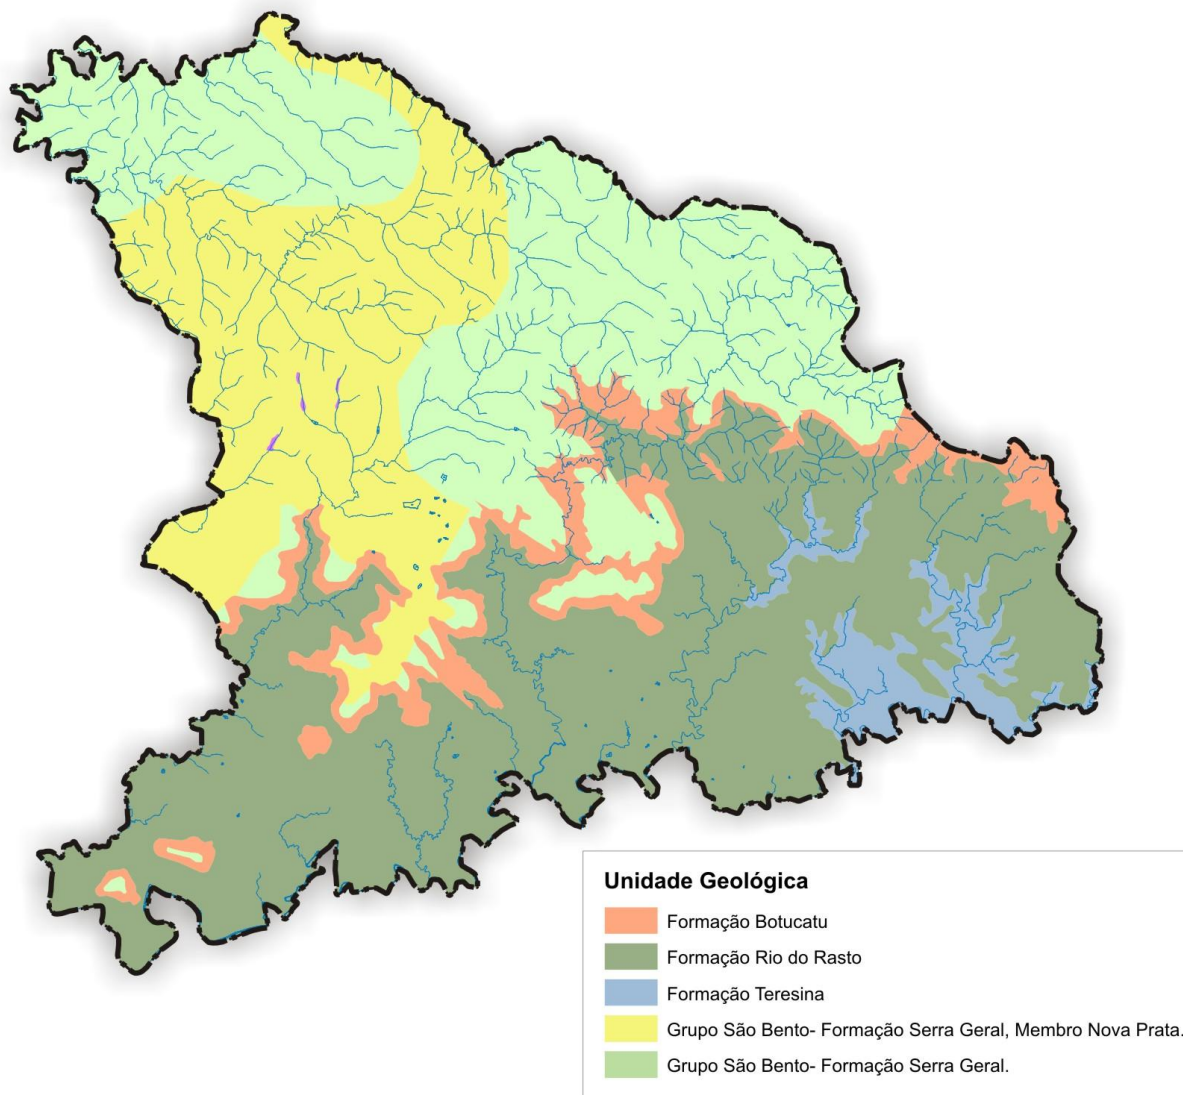 Unidade Geológica
Formação Botucatu
Formação Rio do Rasto
Formação Teresina
Grupo São Bento- Formação Serra Geral, Membro Nova Prata.
Grupo São Bento- Formação Serra Geral.